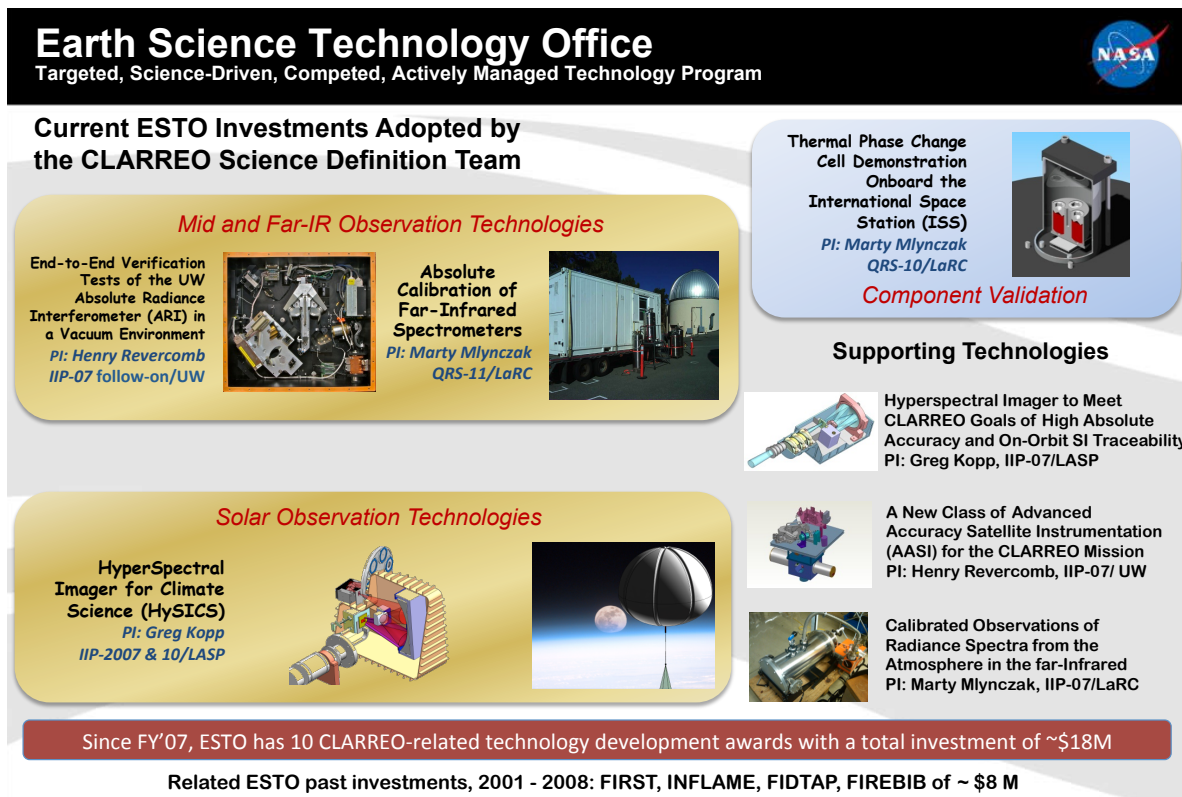 Earth Science Technology Office
Targeted, Science-Driven, Competed, Actively Managed Technology Program
NASA
Current ESTO Investments Adopted by
the CLARREO Science Definition Team
Mid and Far-IR Observation Technologies
End-to-End Verification
Tests of the UW
Absolute Radiance
Interferometer (ARI) in
a Vacuum Environment
PI: Henry Revercomb
IIP-07 follow-on/UW
Absolute
Calibration of
Far-Infrared
Spectrometers
PI: Marty Mlynczak
QRS-11/LaRC
Solar Observation Technologies
HyperSpectral
Imager for Climate
Science (HySICS)
PI: Greg Kopp
IIP-2007 & 10/LASP
Thermal Phase Change
Cell Demonstration
Onboard the
International Space
Station (ISS)
PI: Marty Mlynczak
QRS-10/LaRC
Component Validation
Supporting Technologies
Hyperspectral Imager to Meet
CLARREO Goals of High Absolute
Accuracy and On-Orbit SI Traceability
PI: Greg Kopp, IIP-07/LASP
A New Class of Advanced
Accuracy Satellite Instrumentation
(AASI) for the CLARREO Mission
PI: Henry Revercomb, IIP-07/ UW
Calibrated Observations of
Radiance Spectra from the
Atmosphere in the far-Infrared
PI: Marty Mlynczak, IIP-07/LaRC
Since FY'07, ESTO has 10 CLARREO-related technology development awards with a total investment of ~$18M
Related ESTO past investments, 2001 - 2008: FIRST, INFLAME, FIDTAP, FIREBIB of ~ $8 M